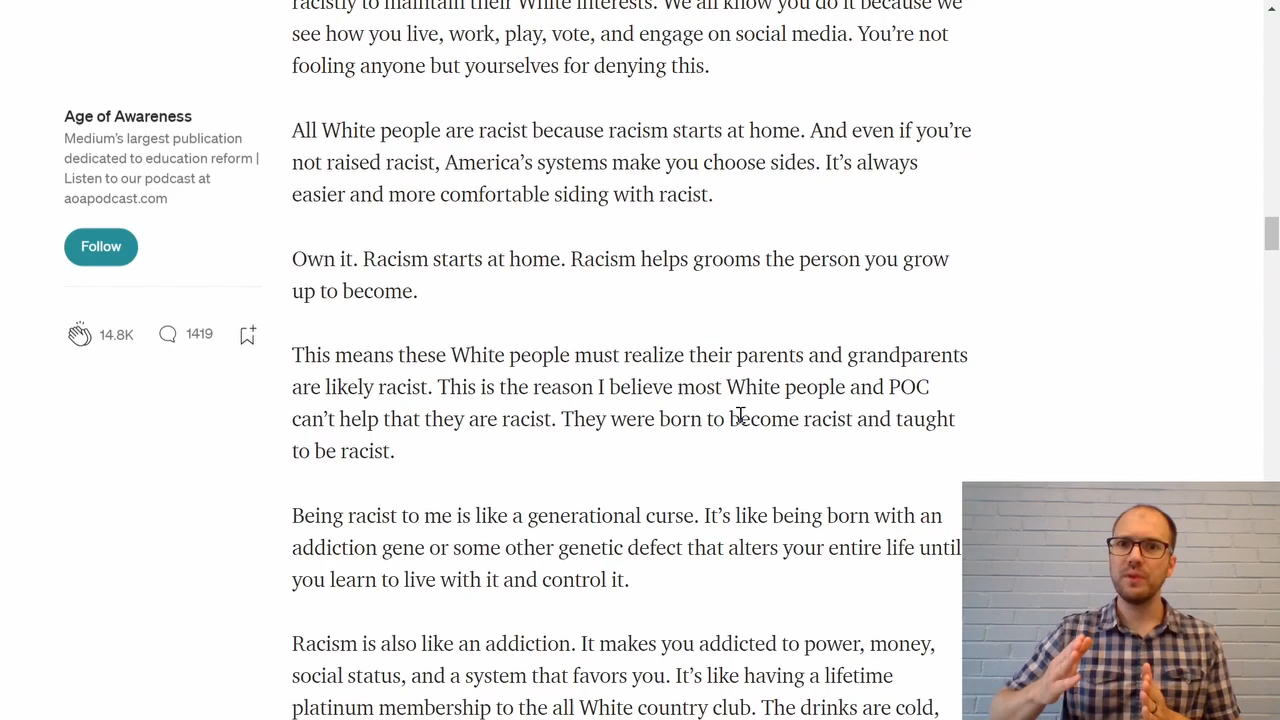 racistly to maintain their White interests. We all know you do it because we
see how you live, work, play, vote, and engage on social media. You’re not
fooling anyone but yourselves for denying this.
Age of Awareness
Medium’s largest publication
dedicated to education reform |
Listen to our podcast at
aoapodcast.com
Follow
14.8K
1419
All White people are racist because racism starts at home. And even if you’re
not raised racist, America’s systems make you choose sides. It’s always
easier and more comfortable siding with racist.
Own it. Racism starts at home. Racism helps grooms the person you grow
up to become.
This means these White people must realize their parents and grandparents
are likely racist. This is the reason I believe most White people and POC
can’t help that they are racist. They were born to become racist and taught
to be racist.
Being racist to me is like a generational curse. It’s like being born with an
addiction gene or some other genetic defect that alters your entire life until
you learn to live with it and control it.
Racism is also like an addiction. It makes you addicted to power, money,
social status, and a system that favors you. It’s like having a lifetime
platinum membership to the all White country club. The drinks are cold,